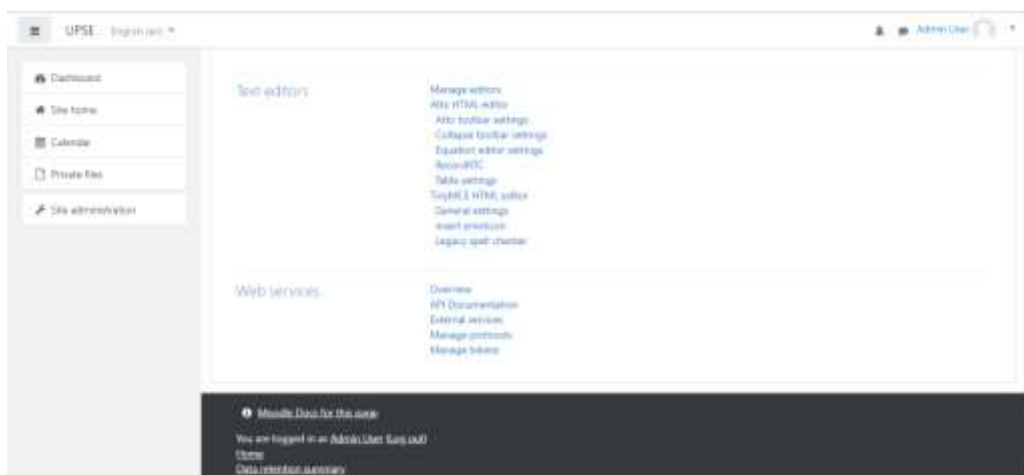 UPSE English (en)
Admin User
Dashboard
Site home
Calendar
Private files
Site administration
Text editors
Manage editors
Atto HTML editor
Atto toolbar settings
Collapse toolbar settings
Equation editor settings
RecordRTC
Table settings
TinyMCE HTML editor
General settings
Insert emoticon
Legacy spell checker
Web services
Overview
API Documentation
External services
Manage protocols
Manage tokens
Moodle Docs for this page
You are logged in as Admin User (Log out)
Home
Data retention summary